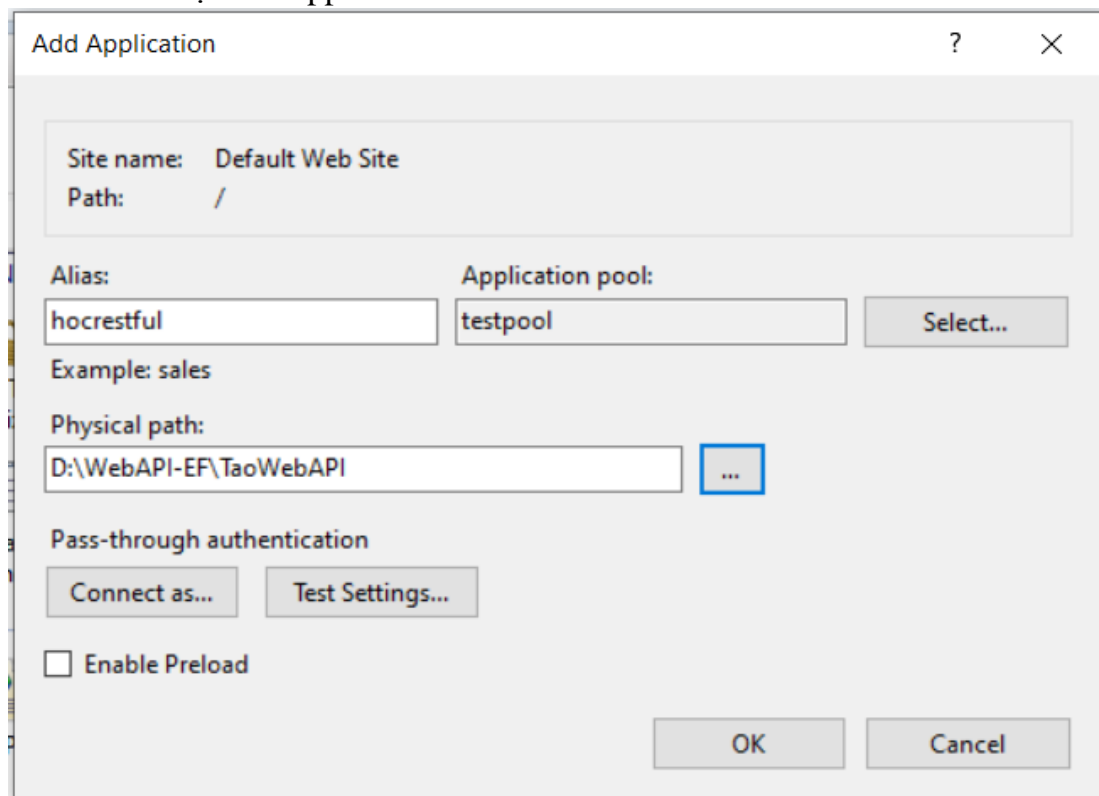 Add Application
?
Site name: Default Web Site
Path: /
Alias: Application pool:
hocrestful testpool Select...
Example: sales
Physical path:
D:\WebAPI-EF\TaoWebAPI ...
Pass-through authentication
Connect as... Test Settings...
Enable Preload
OK Cancel